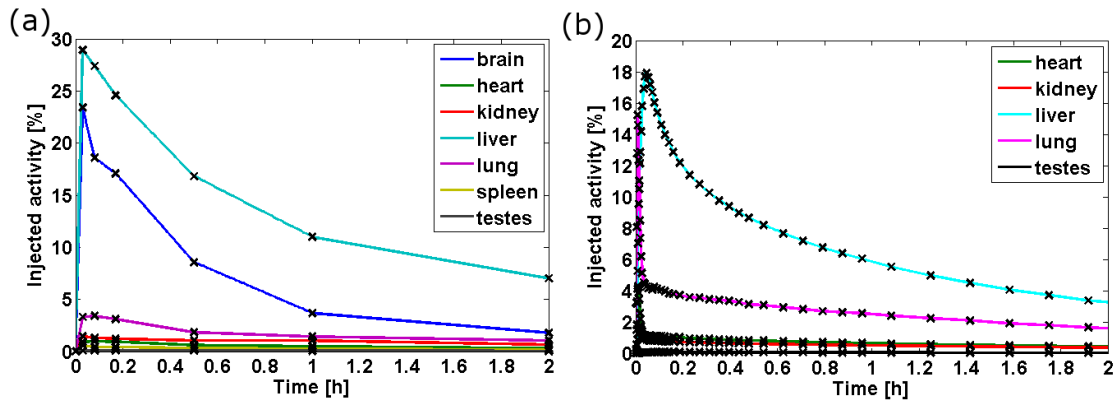 (a)
Injected activity [%]
30
25
20
15
10
5
0
brain
heart
kidney
liver
lung
spleen
testes
0 0.2 0.4 0.6 0.8 1 1.2 1.4 1.6 1.8 2
Time [h]
(b)
Injected activity [%]
20
18
16
14
12
10
8
6
4
2
0
heart
kidney
liver
lung
testes
0 0.2 0.4 0.6 0.8 1 1.2 1.4 1.6 1.8 2
Time [h]